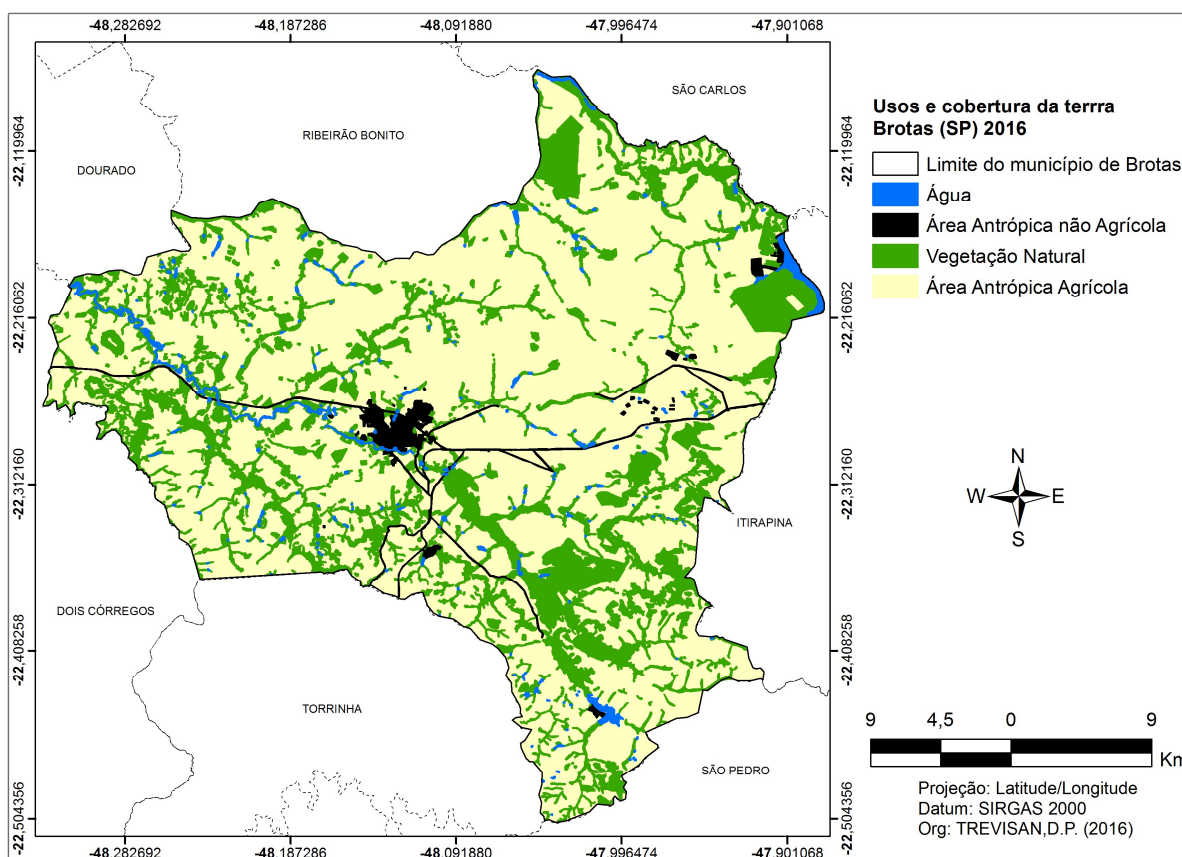 -48,282692 -48,187286 -48,091880 -47,996474 -47,901068
SÃO CARLOS
RIBEIRÃO BONITO
DOURADO
ITIRAPINA
DOIS CÓRREGOS
TORRINHA
SÃO PEDRO
-22,119964
-22,216062
-22,312160
-22,408258
-22,504356
-22,119964
-22,216062
-22,312160
-22,408258
-22,504356
-48,282692 -48,187286 -48,091880 -47,996474 -47,901068
Usos e cobertura da terrra
Brotas (SP) 2016
Limite do município de Brotas
Água
Área Antrópica não Agrícola
Vegetação Natural
Área Antrópica Agrícola
N
W E
S
9 4,5 0 9
Km
Projeção: Latitude/Longitude
Datum: SIRGAS 2000
Org: TREVISAN,D.P. (2016)